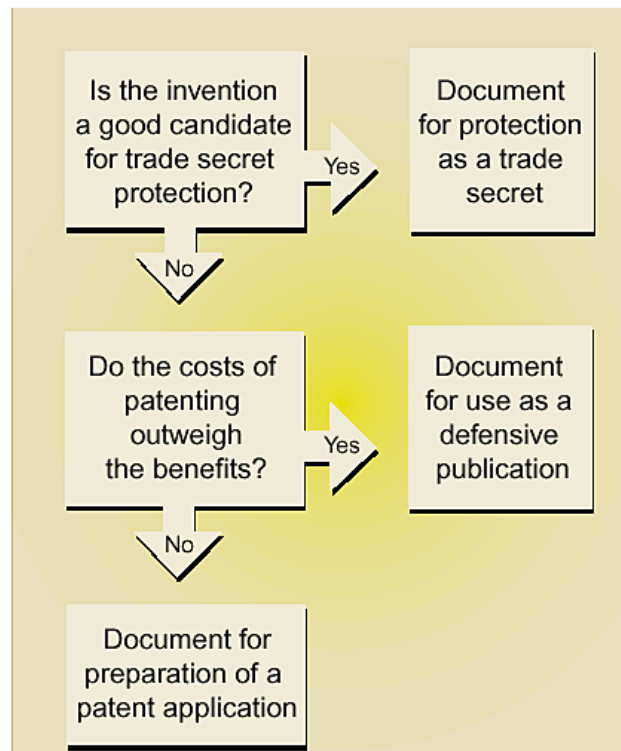 Is the invention
a good candidate
for trade secret
protection?
Yes
Document
for protection
as a trade
secret
No
Do the costs of
patenting
outweigh
the benefits?
Yes
Document
for use as a
defensive
publication
No
Document for
preparation of a
patent application